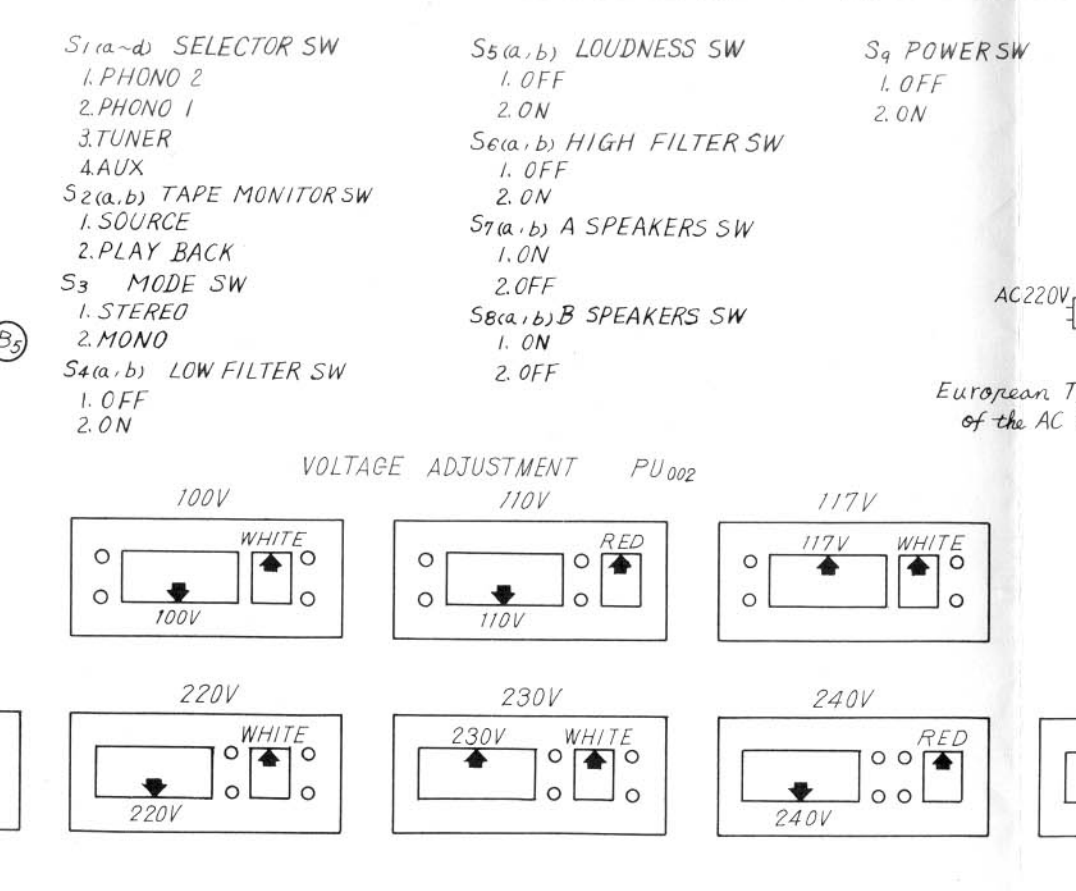 S1(a~d) SELECTOR SW
1. PHONO 2
2. PHONO 1
3. TUNER
4. AUX
S2(a,b) TAPE MONITOR SW
1. SOURCE
2. PLAY BACK
S3 MODE SW
1. STEREO
2. MONO
S4(a,b) LOW FILTER SW
1. OFF
2. ON
S5(a,b) LOUDNESS SW
1. OFF
2. ON
S6(a,b) HIGH FILTER SW
1. OFF
2. ON
S7(a,b) A SPEAKERS SW
1. ON
2. OFF
S8(a,b) B SPEAKERS SW
1. ON
2. OFF
S9 POWER SW
1. OFF
2. ON
B5
AC220V
European T
of the AC
VOLTAGE ADJUSTMENT PU002
100V
WHITE
100V
110V
RED
110V
117V
117V WHITE
220V
WHITE
220V
230V
230V WHITE
240V
RED
240V